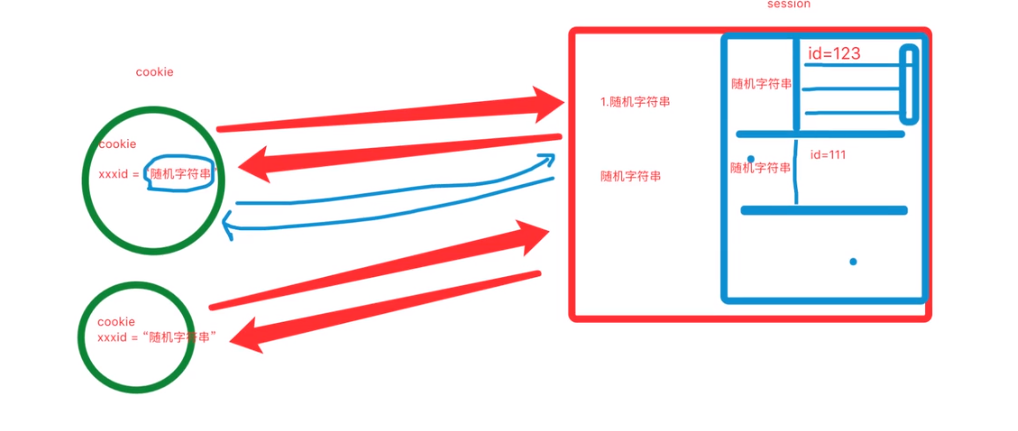 session
cookie
id=123
随机字符串
1.随机字符串
cookie
xxxid = "随机字符串"
随机字符串
随机字符串
id=111
cookie
xxxid = “随机字符串”